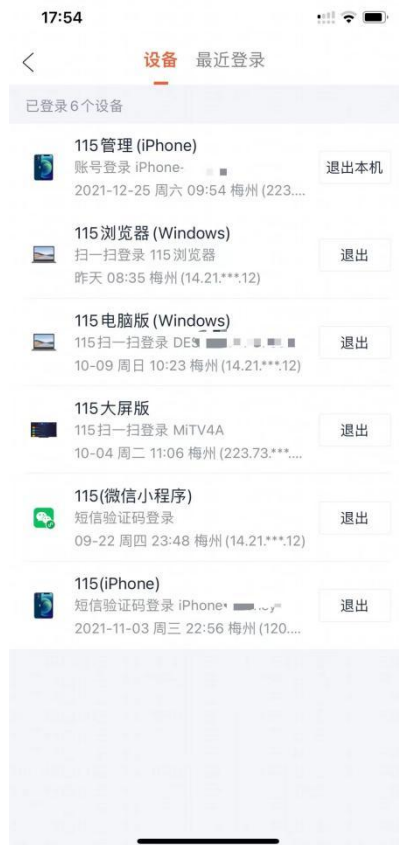 17:54
设备 最近登录
已登录6个设备
115管理(iPhone)
账号登录 iPhone-
2021-12-25 周六 09:54 梅州(223....
退出本机
115浏览器(Windows)
扫一扫登录 115浏览器
昨天 08:35 梅州(14.21.***.12)
退出
115电脑版(Windows)
115扫一扫登录
10-09 周日 10:23 梅州(14.21.***.12)
退出
115大屏版
115扫一扫登录 MiTV4A
10-04 周二 11:06 梅州(223.73.***....
退出
115(微信小程序)
短信验证码登录
09-22 周四 23:48 梅州(14.21.***.12)
退出
115(iPhone)
短信验证码登录 iPhone
2021-11-03 周三 22:56 梅州(120....
退出